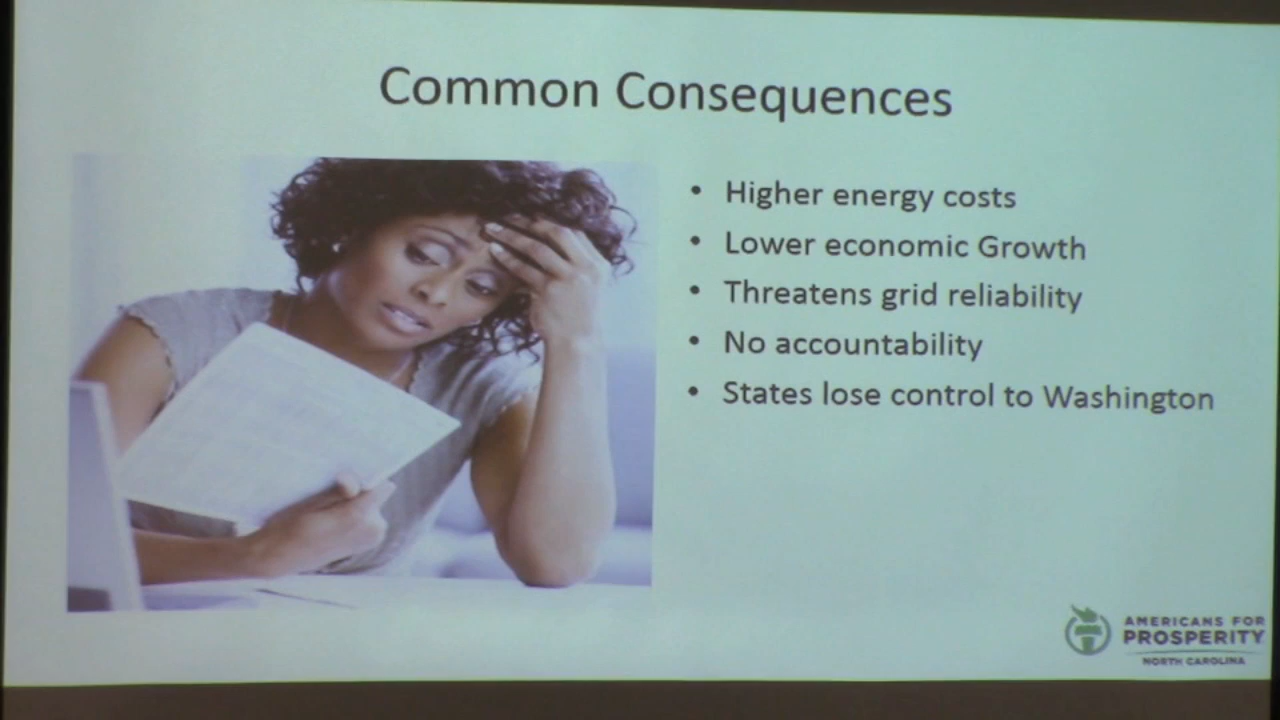 Common Consequences
• Higher energy costs
• Lower economic Growth
• Threatens grid reliability
• No accountability
• States lose control to Washington
AMERICANS FOR
PROSPERITY
NORTH CAROLINA